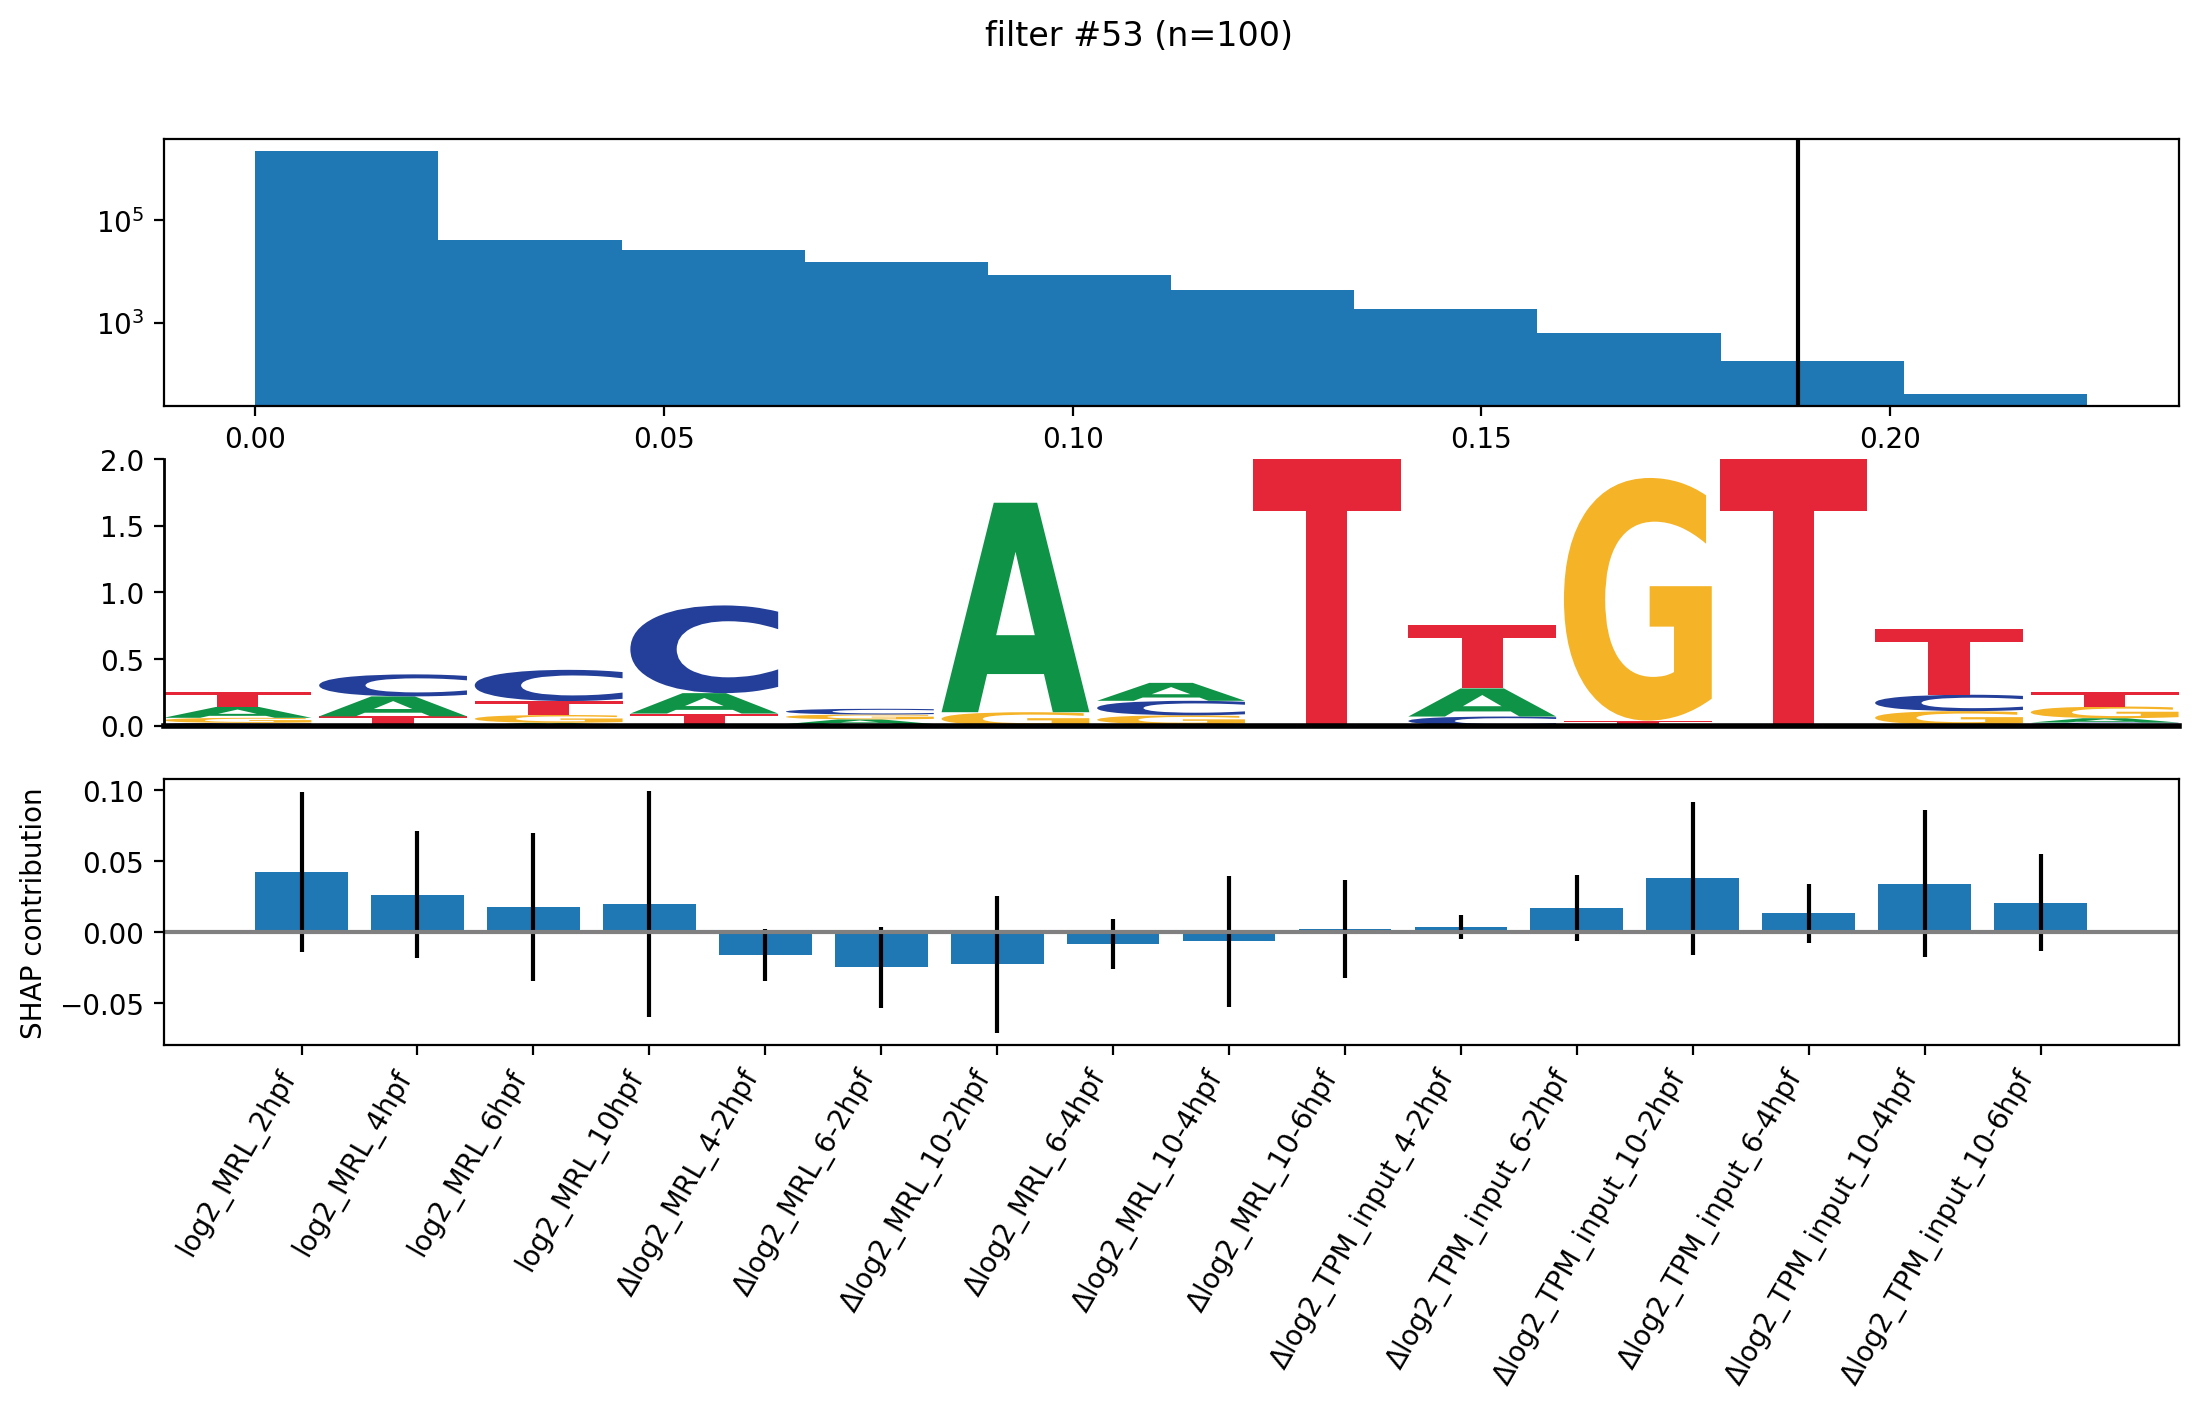 filter #53 (n=100)
10^5
10^3
0.00 0.05 0.10 0.15 0.20
2.0
1.5
1.0
0.5
0.0
SHAP contribution
0.10
0.05
0.00
−0.05
log2_MRL_2hpf
log2_MRL_4hpf
log2_MRL_6hpf
log2_MRL_10hpf
Δlog2_MRL_4-2hpf
Δlog2_MRL_6-2hpf
Δlog2_MRL_10-2hpf
Δlog2_MRL_6-4hpf
Δlog2_MRL_10-4hpf
Δlog2_MRL_10-6hpf
Δlog2_TPM_input_4-2hpf
Δlog2_TPM_input_6-2hpf
Δlog2_TPM_input_10-2hpf
Δlog2_TPM_input_6-4hpf
Δlog2_TPM_input_10-4hpf
Δlog2_TPM_input_10-6hpf